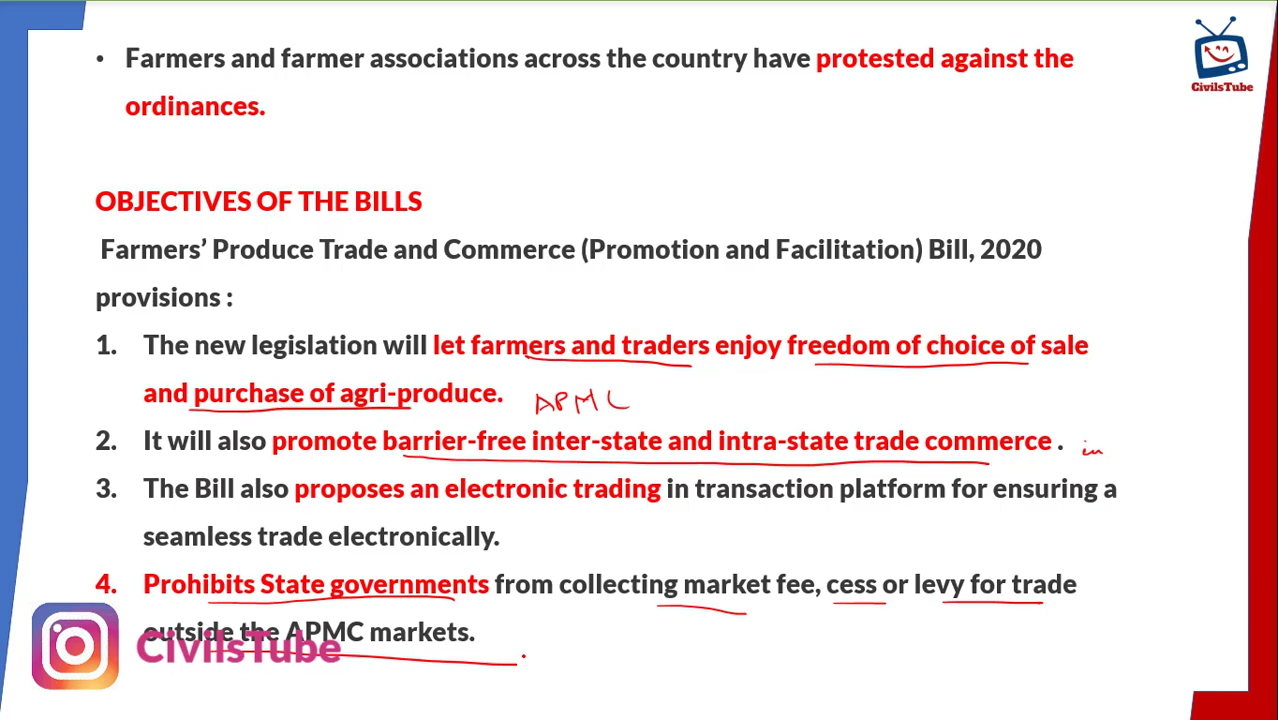 • Farmers and farmer associations across the country have protested against the
ordinances.
CivilsTube
OBJECTIVES OF THE BILLS
Farmers’ Produce Trade and Commerce (Promotion and Facilitation) Bill, 2020
provisions :
1. The new legislation will let farmers and traders enjoy freedom of choice of sale
and purchase of agri-produce.
APMC
2. It will also promote barrier-free inter-state and intra-state trade commerce .
in
3. The Bill also proposes an electronic trading in transaction platform for ensuring a
seamless trade electronically.
4. Prohibits State governments from collecting market fee, cess or levy for trade
outside the APMC markets.
CivilsTube